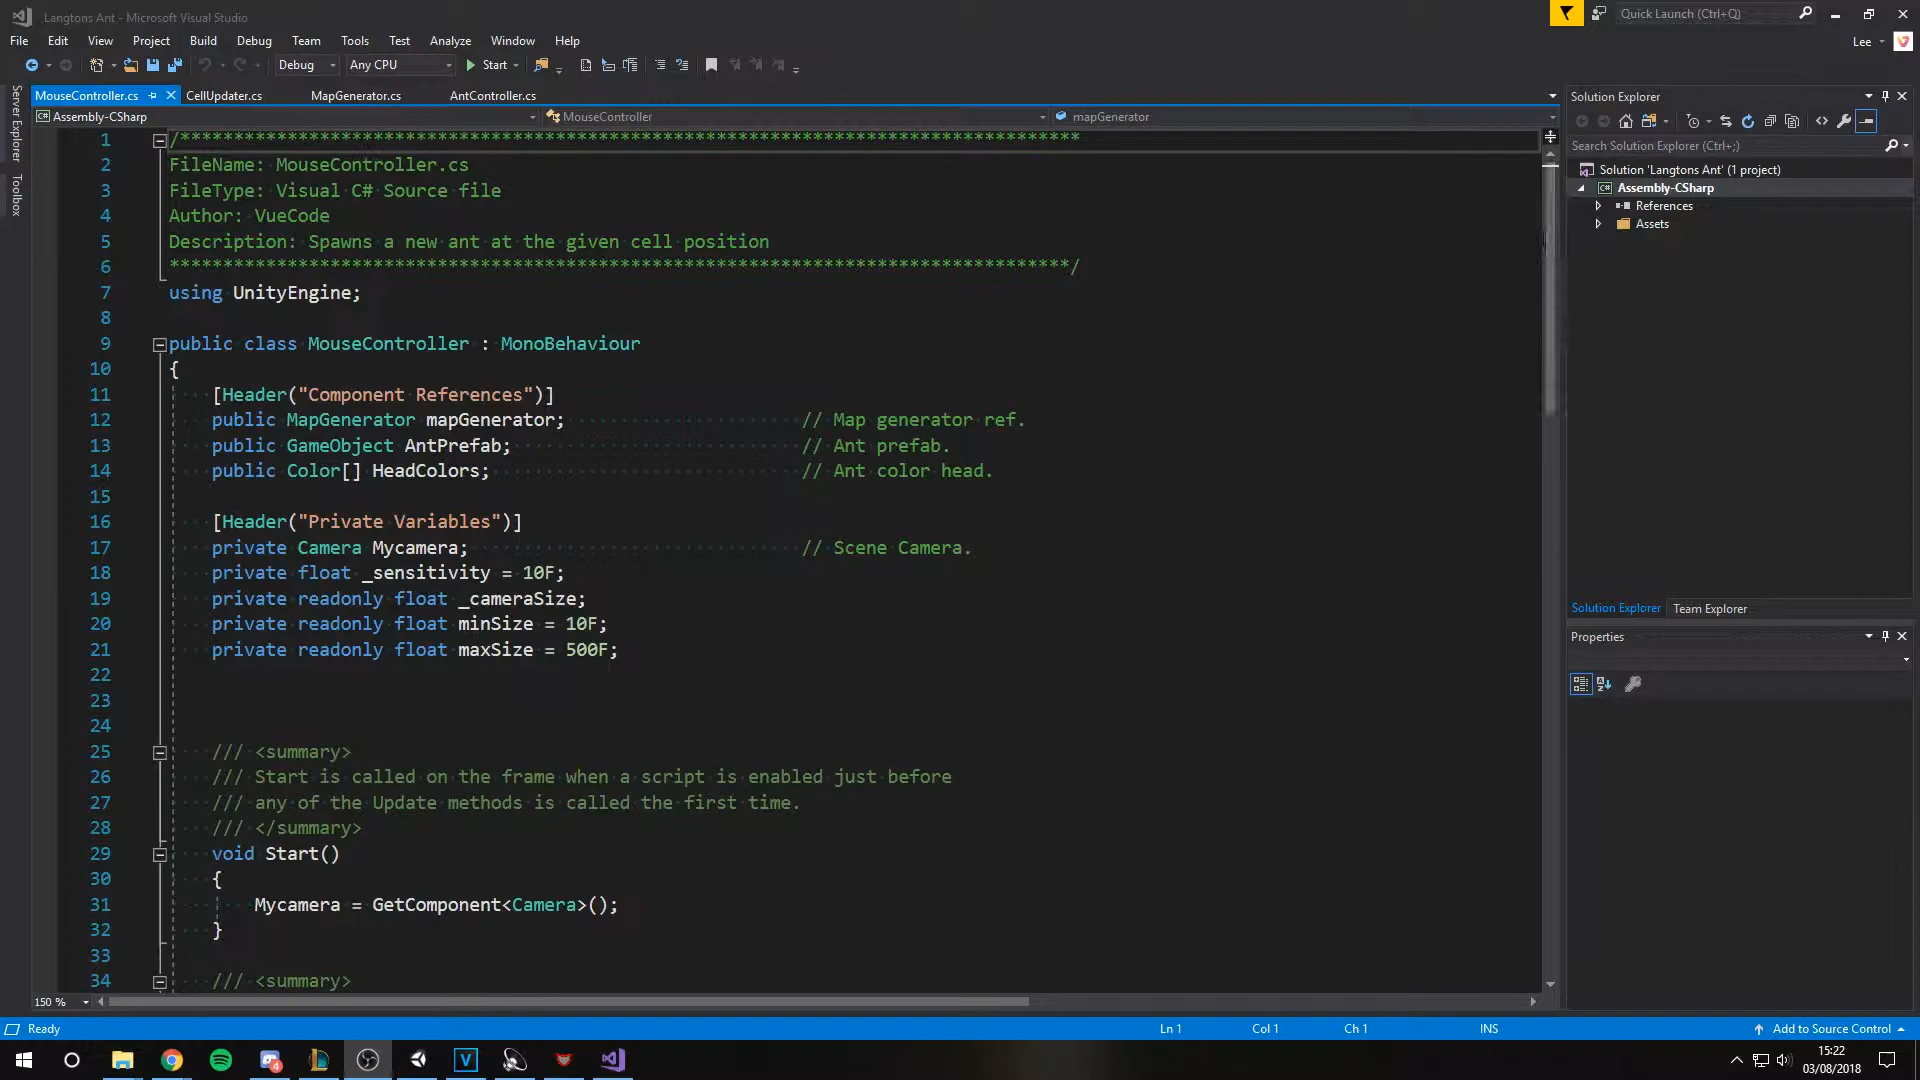 Langtons Ant - Microsoft Visual Studio
Quick Launch (Ctrl+Q)
File Edit View Project Build Debug Team Tools Test Analyze Window Help
Lee
Debug Any CPU Start
Server Explorer
Toolbox
MouseController.cs CellUpdater.cs MapGenerator.cs AntController.cs
Assembly-CSharp MouseController mapGenerator
1 /************************************************************************************
2 FileName: MouseController.cs
3 FileType: Visual C# Source file
4 Author: VueCode
5 Description: Spawns a new ant at the given cell position
6 ************************************************************************************/
7 using UnityEngine;
8
9 public class MouseController : MonoBehaviour
10 {
11 [Header("Component References")]
12 public MapGenerator mapGenerator; // Map generator ref.
13 public GameObject AntPrefab; // Ant prefab.
14 public Color[] HeadColors; // Ant color head.
15
16 [Header("Private Variables")]
17 private Camera Mycamera; // Scene Camera.
18 private float _sensitivity = 10F;
19 private readonly float _cameraSize;
20 private readonly float minSize = 10F;
21 private readonly float maxSize = 500F;
22
23
24
25 /// <summary>
26 /// Start is called on the frame when a script is enabled just before
27 /// any of the Update methods is called the first time.
28 /// </summary>
29 void Start()
30 {
31 Mycamera = GetComponent<Camera>();
32 }
33
34 /// <summary>
150 %
Solution Explorer
Search Solution Explorer (Ctrl+;)
Solution 'Langtons Ant' (1 project)
C# Assembly-CSharp
References
Assets
Solution Explorer Team Explorer
Properties
Ready Ln 1 Col 1 Ch 1 INS Add to Source Control
4
V
15:22
03/08/2018